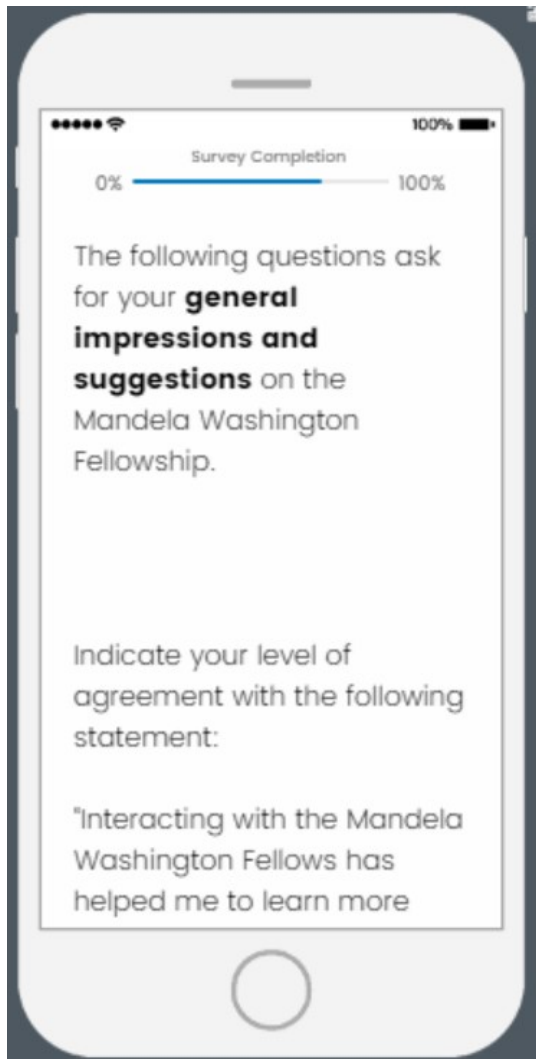 100%
Survey Completion
0% 100%
The following questions ask
for your general
impressions and
suggestions on the
Mandela Washington
Fellowship.
Indicate your level of
agreement with the following
statement:
"Interacting with the Mandela
Washington Fellows has
helped me to learn more